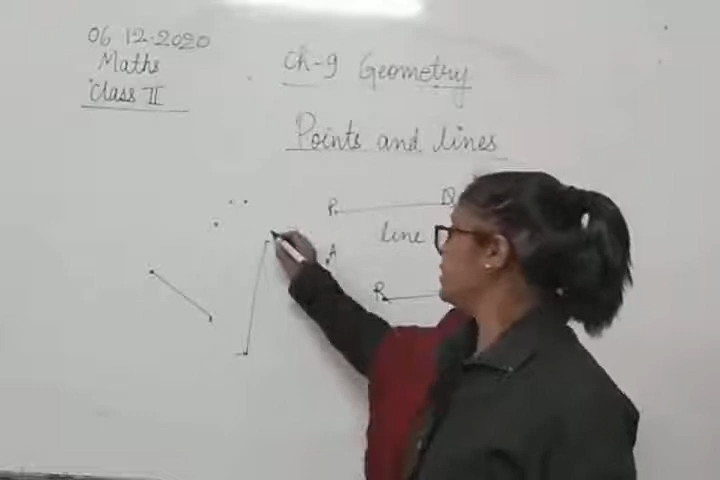 06 12-2020
Maths
Class II
Ch-9 Geometry
Points and lines
P Q
line
A
R